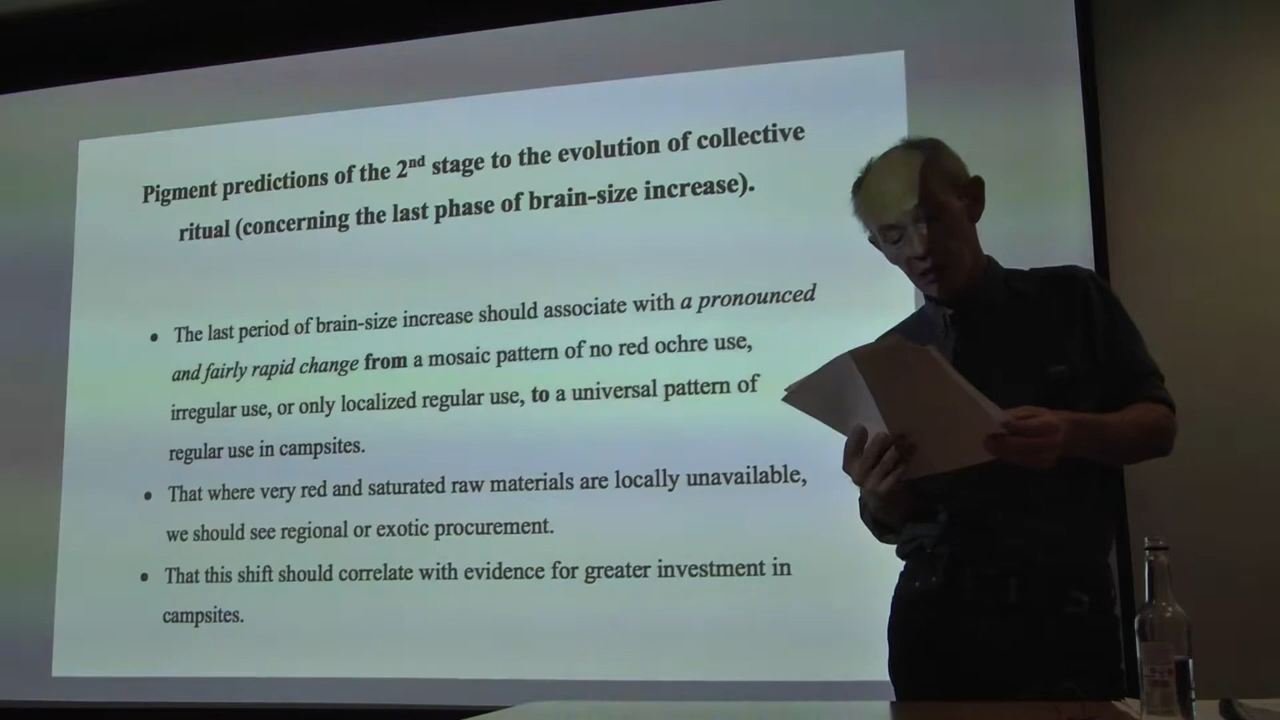 Pigment predictions of the 2nd stage to the evolution of collective
ritual (concerning the last phase of brain-size increase).
• The last period of brain-size increase should associate with a pronounced
and fairly rapid change from a mosaic pattern of no red ochre use,
irregular use, or only localized regular use, to a universal pattern of
regular use in campsites.
• That where very red and saturated raw materials are locally unavailable,
we should see regional or exotic procurement.
• That this shift should correlate with evidence for greater investment in
campsites.